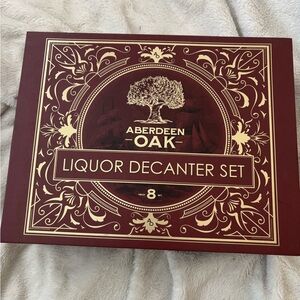 ABERDEEN
OAK
LIQUOR DECANTER SET
-8-